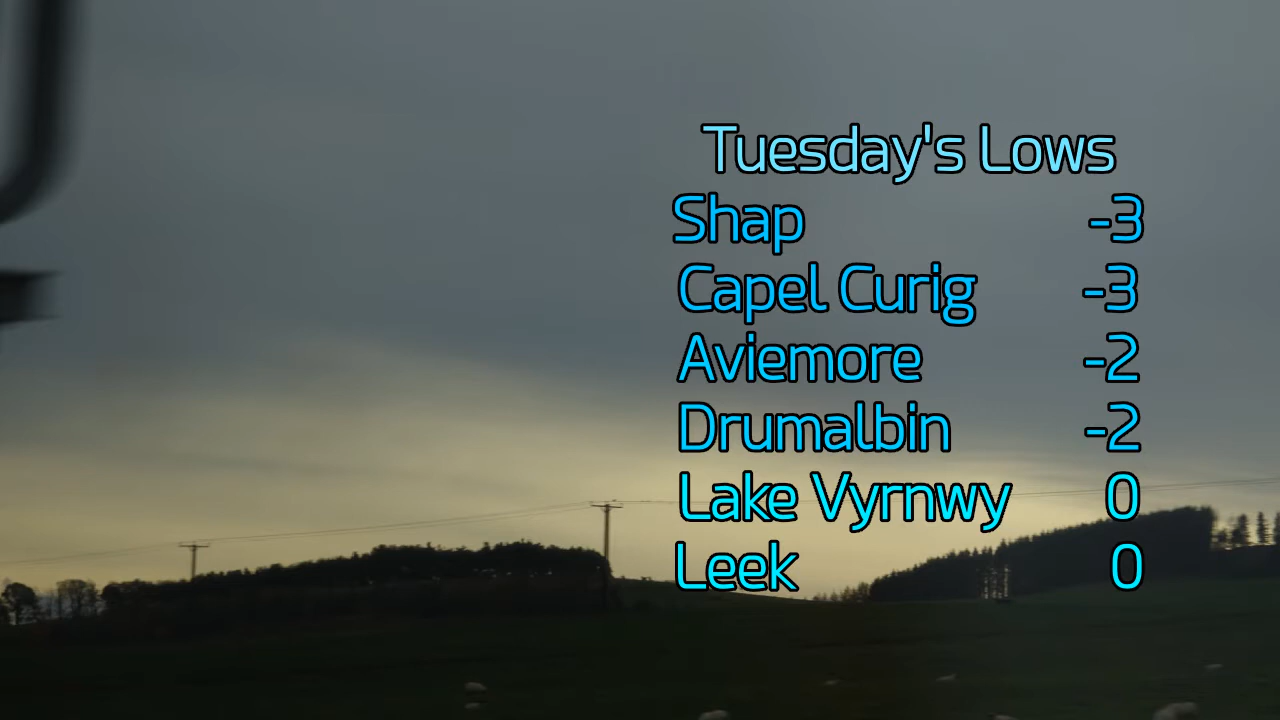 Tuesday's Lows
Shap -3
Capel Curig -3
Aviemore -2
Drumalbin -2
Lake Vyrnwy 0
Leek 0